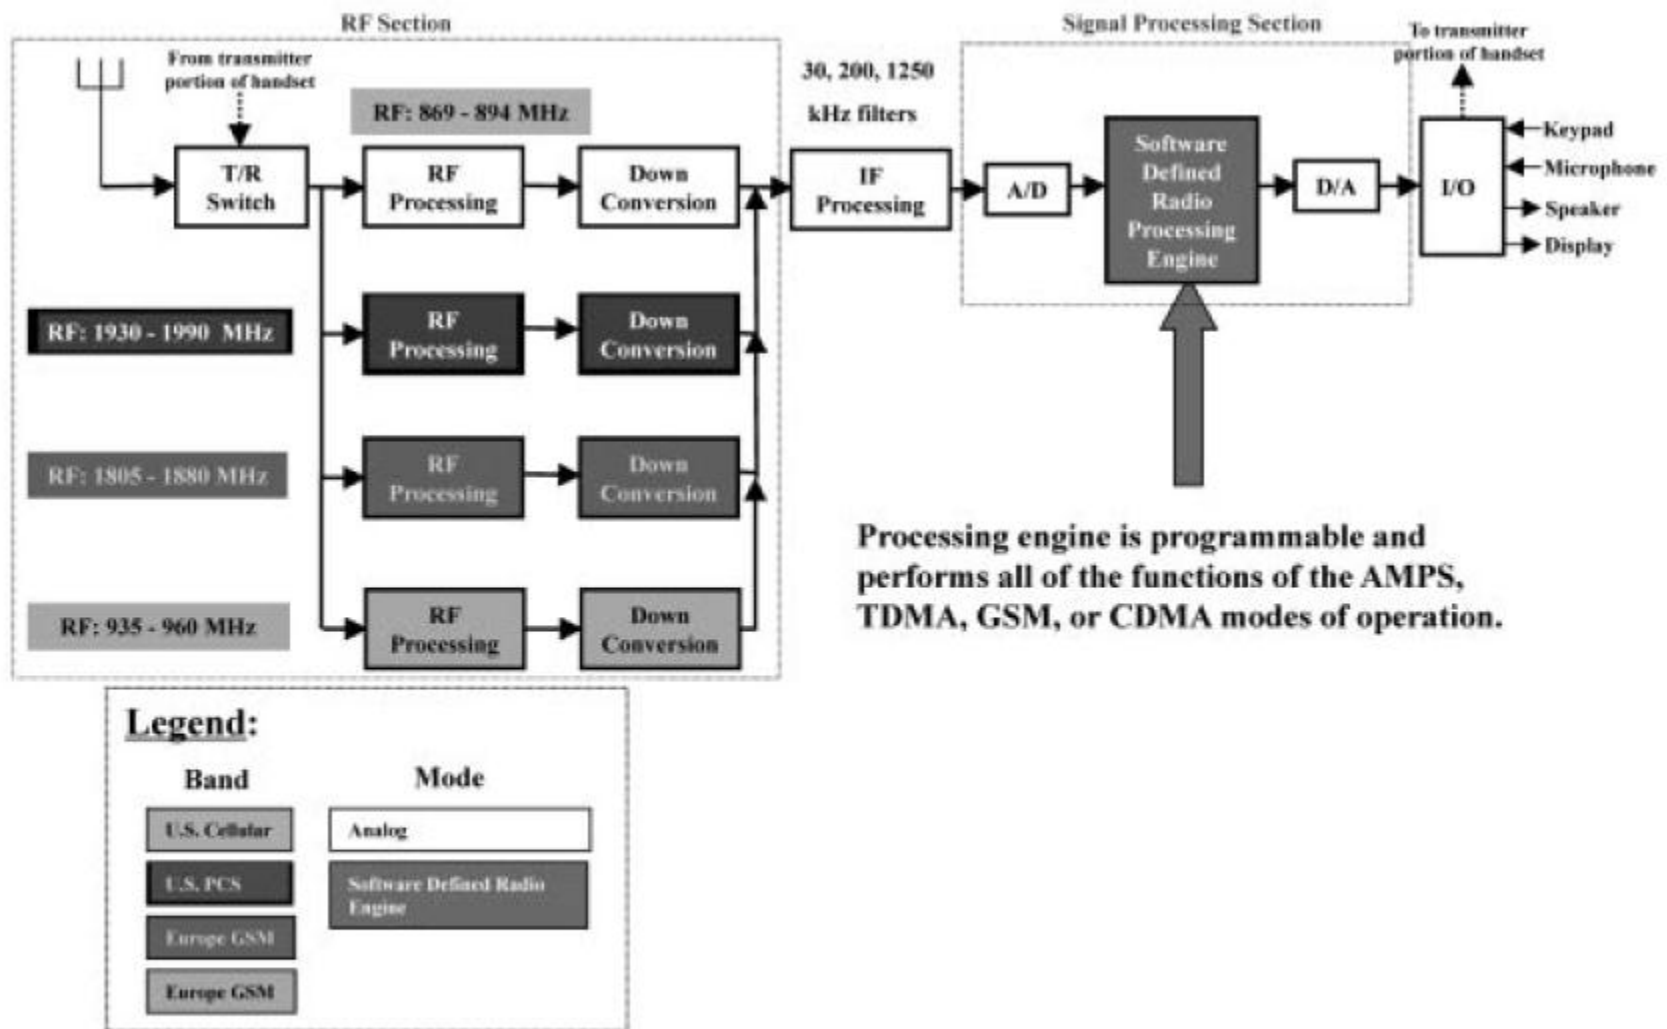 RF Section
Signal Processing Section
To transmitter
portion of handset
From transmitter
portion of handset
30, 200, 1250
kHz filters
RF: 869 - 894 MHz
T/R
Switch
RF
Processing
Down
Conversion
IF
Processing
A/D
Software
Defined
Radio
Processing
Engine
D/A
I/O
Keypad
Microphone
Speaker
Display
RF: 1930 - 1990 MHz
RF
Processing
Down
Conversion
RF: 1805 - 1880 MHz
RF
Processing
Down
Conversion
RF: 935 - 960 MHz
RF
Processing
Down
Conversion
Processing engine is programmable and
performs all of the functions of the AMPS,
TDMA, GSM, or CDMA modes of operation.
Legend:
Band
Mode
U.S. Cellular
Analog
U.S. PCS
Software Defined Radio
Engine
Europe GSM
Europe GSM